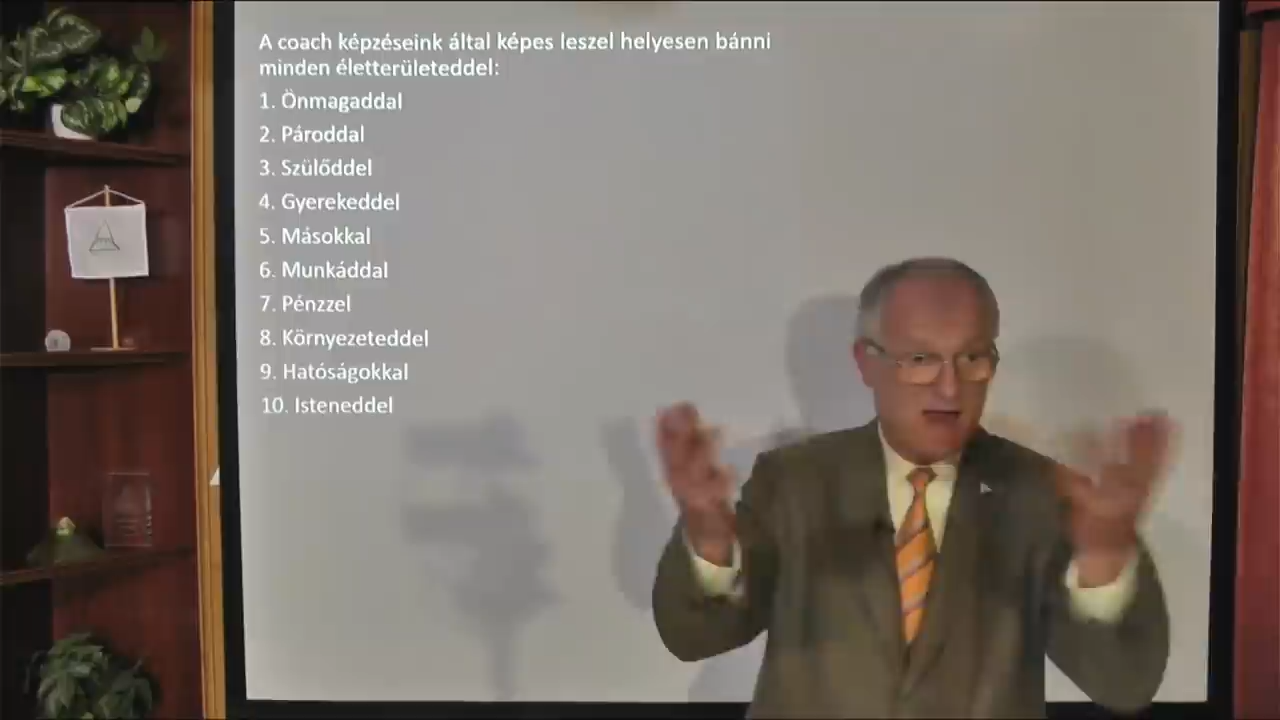 A coach képzéseink által képes leszel helyesen bánni
minden életterületeddel:
1. Önmagaddal
2. Pároddal
3. Szülőddel
4. Gyerekeddel
5. Másokkal
6. Munkáddal
7. Pénzzel
8. Környezeteddel
9. Hatóságokkal
10. Isteneddel